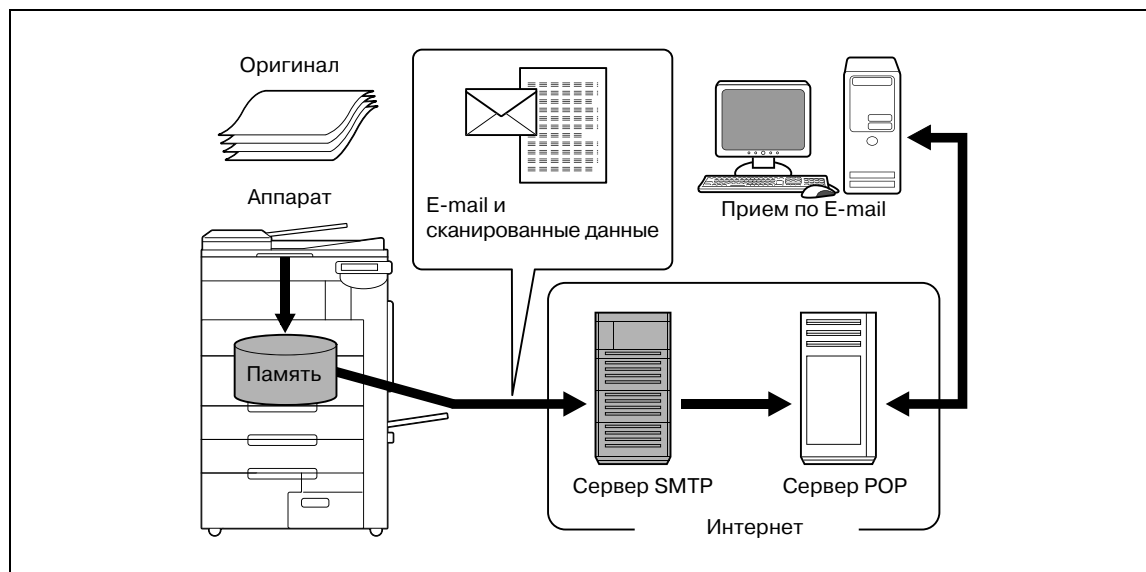 Оригинал
Аппарат
Память
E-mail и
сканированные данные
Прием по E-mail
Сервер SMTP
Сервер POP
Интернет